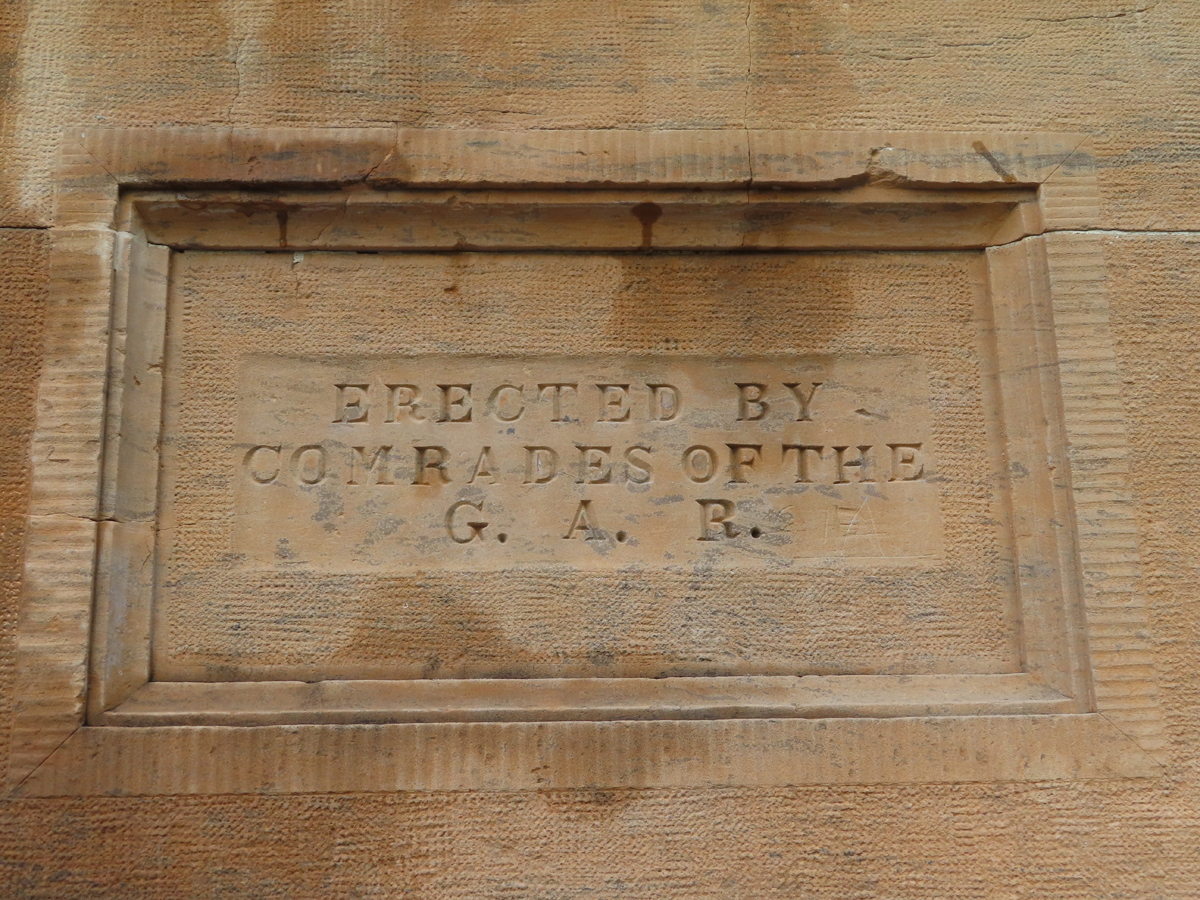 ERECTED BY
COMRADES OF THE
G. A. R.